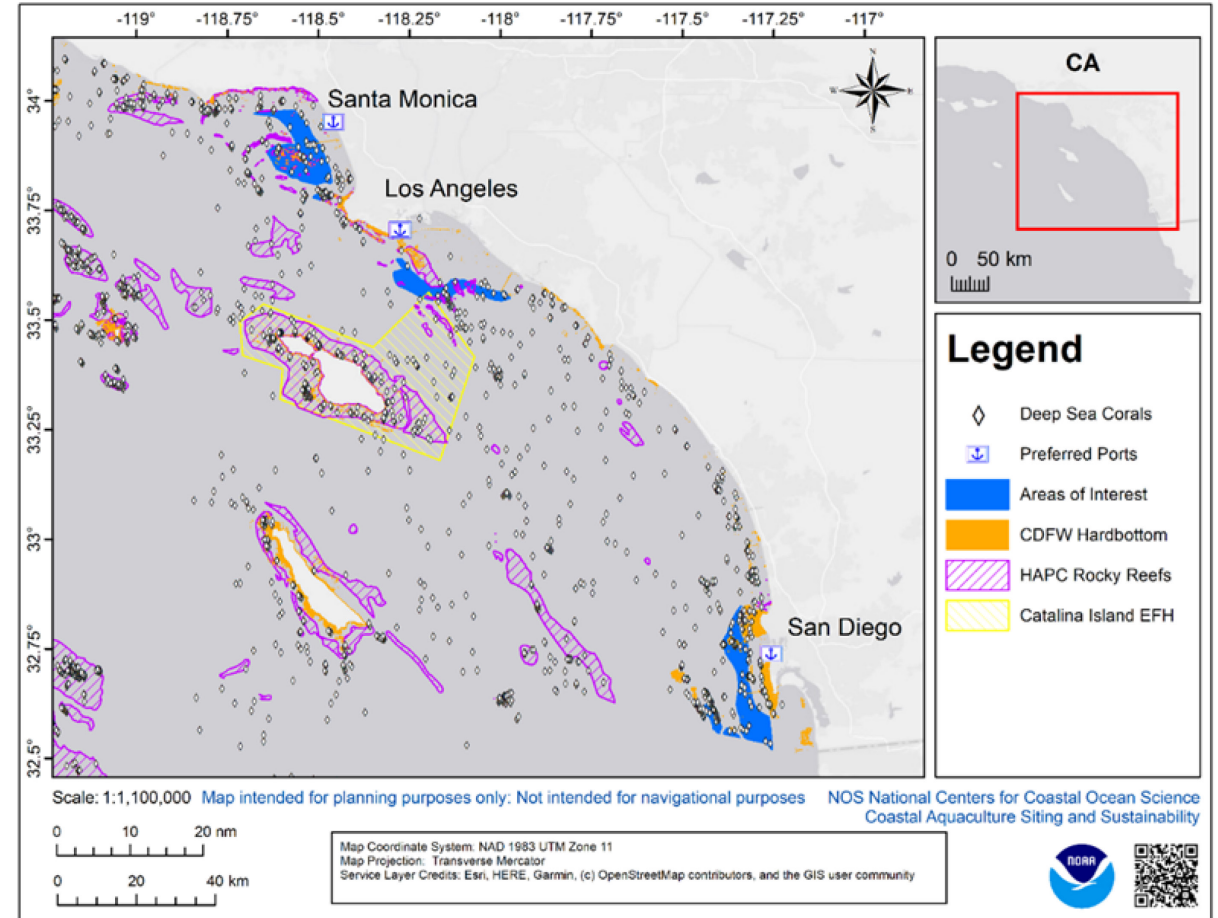 -119° -118.75° -118.5° -118.25° -118° -117.75° -117.5° -117.25° -117°
34°
33.75°
33.5°
33.25°
33°
32.75°
32.5°
N
W
E
S
Santa Monica
Los Angeles
San Diego
CA
0 50 km
Legend
Deep Sea Corals
Preferred Ports
Areas of Interest
CDFW Hardbottom
HAPC Rocky Reefs
Catalina Island EFH
Scale: 1:1,100,000 Map intended for planning purposes only: Not intended for navigational purposes
NOS National Centers for Coastal Ocean Science
Coastal Aquaculture Siting and Sustainability
0 10 20 nm
0 20 40 km
Map Coordinate System: NAD 1983 UTM Zone 11
Map Projection: Transverse Mercator
Service Layer Credits: Esri, HERE, Garmin, (c) OpenStreetMap contributors, and the GIS user community
NOAA